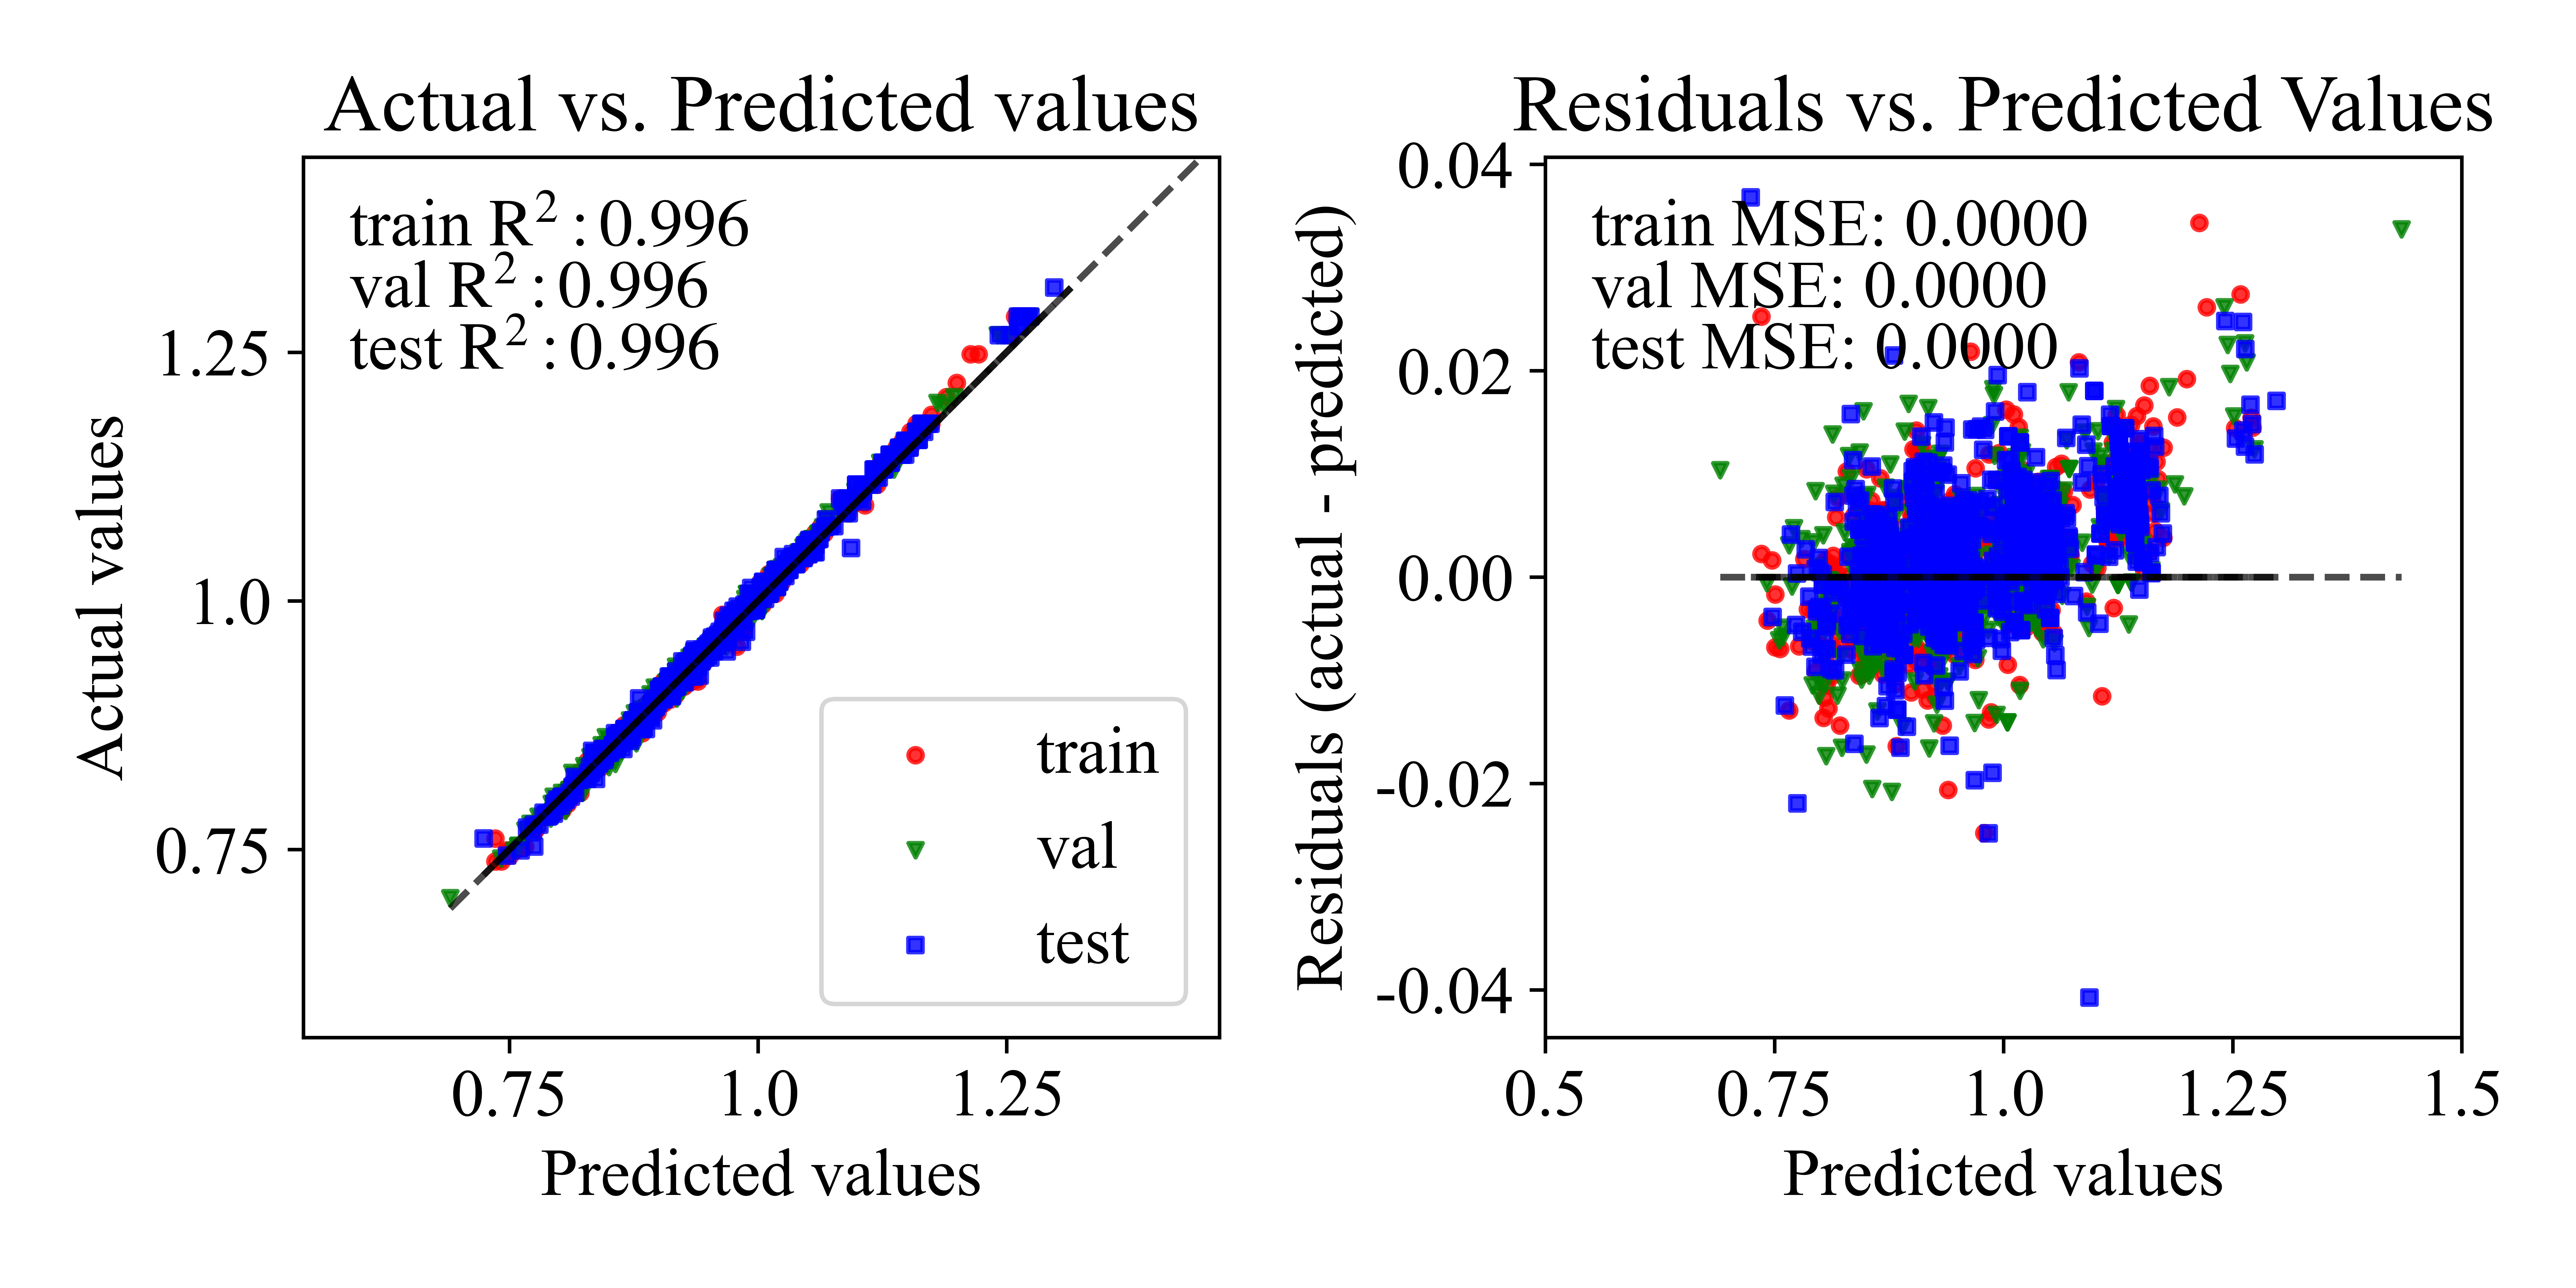 Actual vs. Predicted values
train R² : 0.996
val R² : 0.996
test R² : 0.996
1.25
1.0
0.75
Actual values
train
val
test
0.75 1.0 1.25
Predicted values
Residuals vs. Predicted Values
train MSE: 0.0000
val MSE: 0.0000
test MSE: 0.0000
0.04
0.02
0.00
-0.02
-0.04
Residuals (actual - predicted)
0.5 0.75 1.0 1.25 1.5
Predicted values